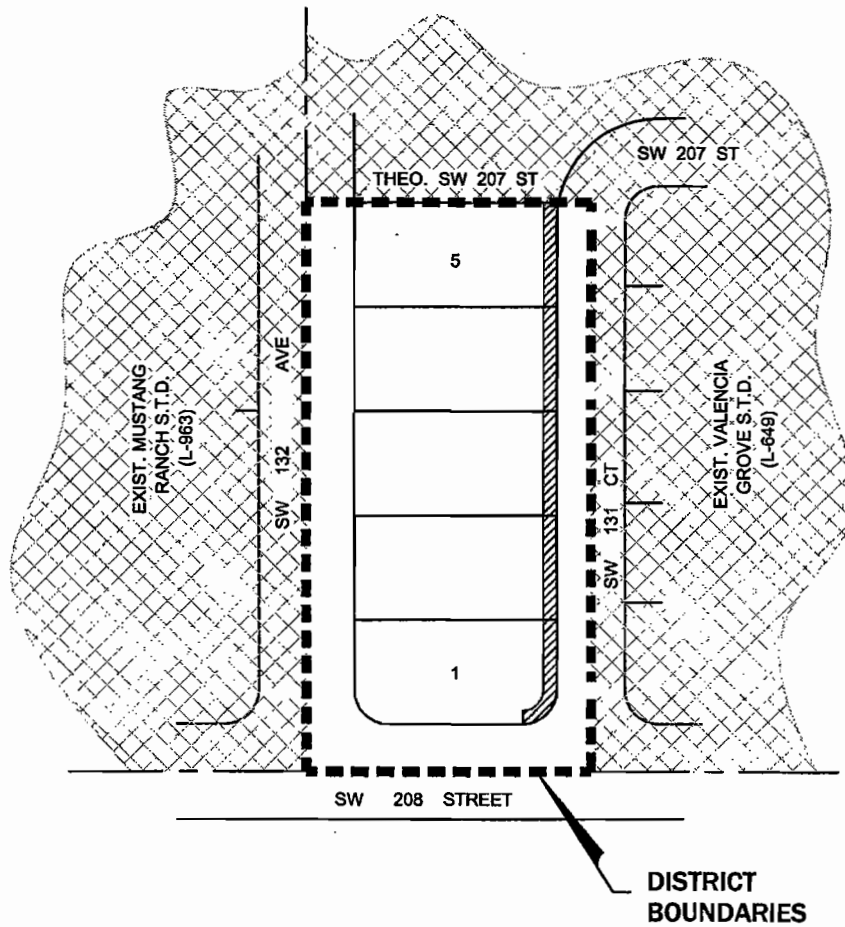 THEO. SW 207 ST
SW 207 ST
5
EXIST. MUSTANG
RANCH S.T.D.
(L-963)
SW 132 AVE
SW 131 CT
EXIST. VALENCIA
GROVE S.T.D.
(L-649)
1
SW 208 STREET
DISTRICT
BOUNDARIES